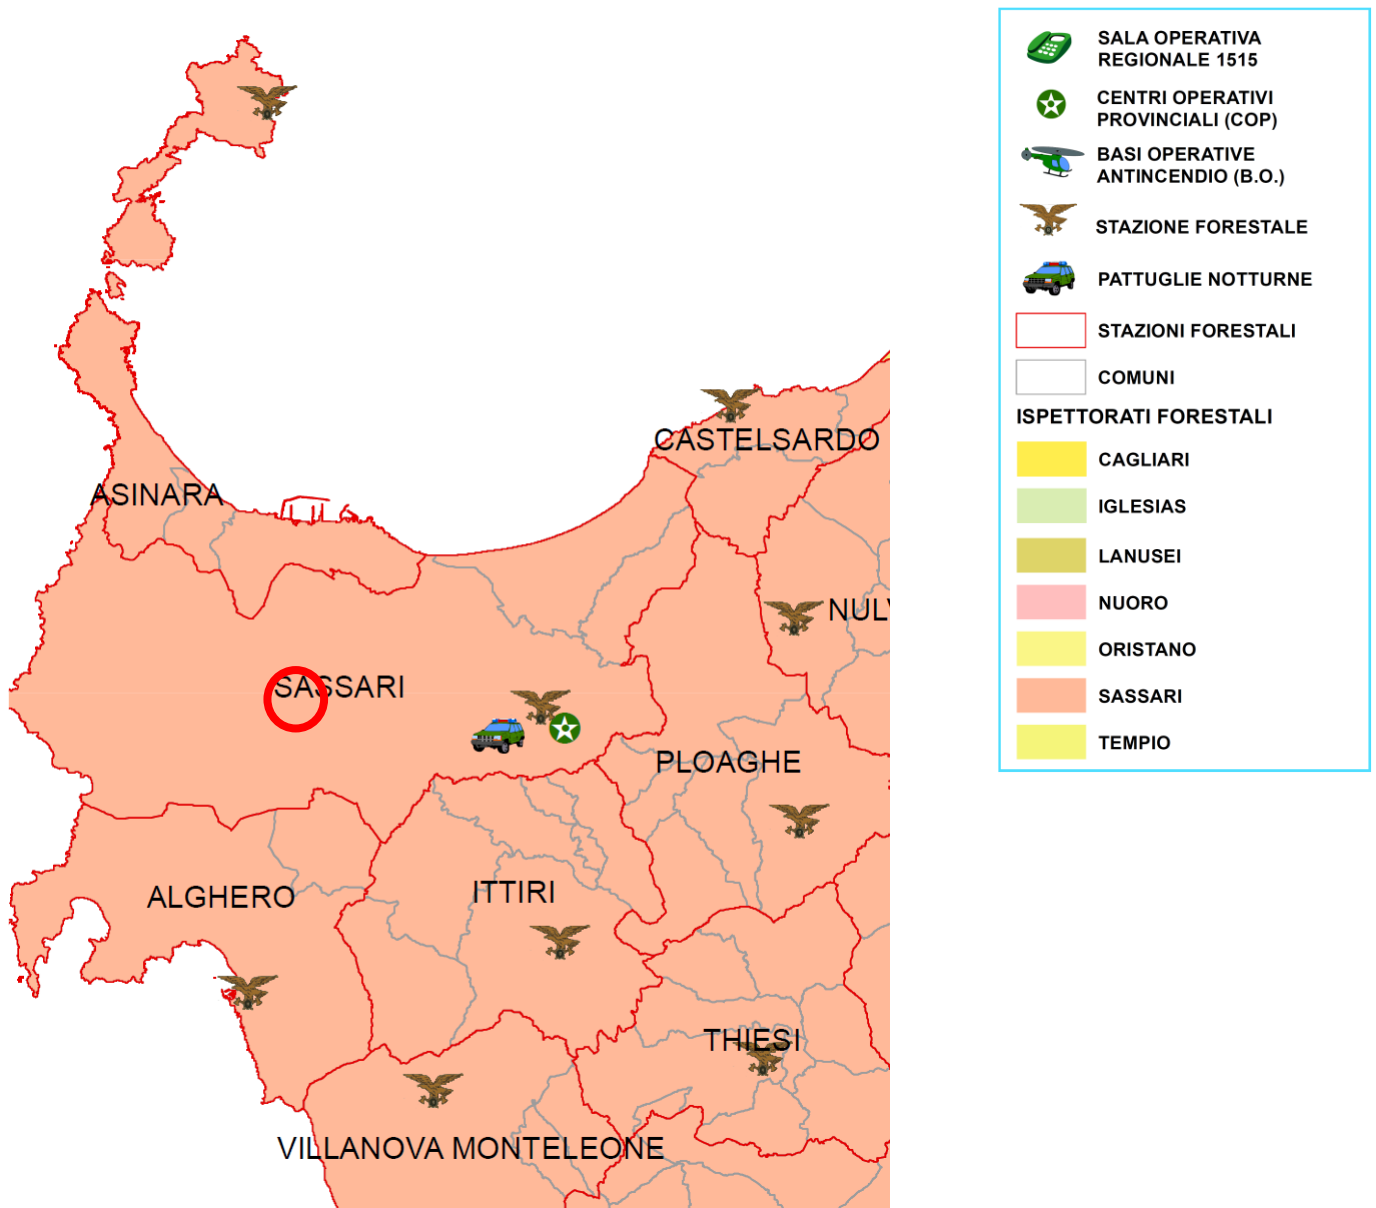 ASINARA
CASTELSARDO
NUL
SASSARI
PLOAGHE
ALGHERO
ITTIRI
THIESI
VILLANOVA MONTELEONE
SALA OPERATIVA
REGIONALE 1515
CENTRI OPERATIVI
PROVINCIALI (COP)
BASI OPERATIVE
ANTINCENDIO (B.O.)
STAZIONE FORESTALE
PATTUGLIE NOTTURNE
STAZIONI FORESTALI
COMUNI
ISPETTORATI FORESTALI
CAGLIARI
IGLESIAS
LANUSEI
NUORO
ORISTANO
SASSARI
TEMPIO